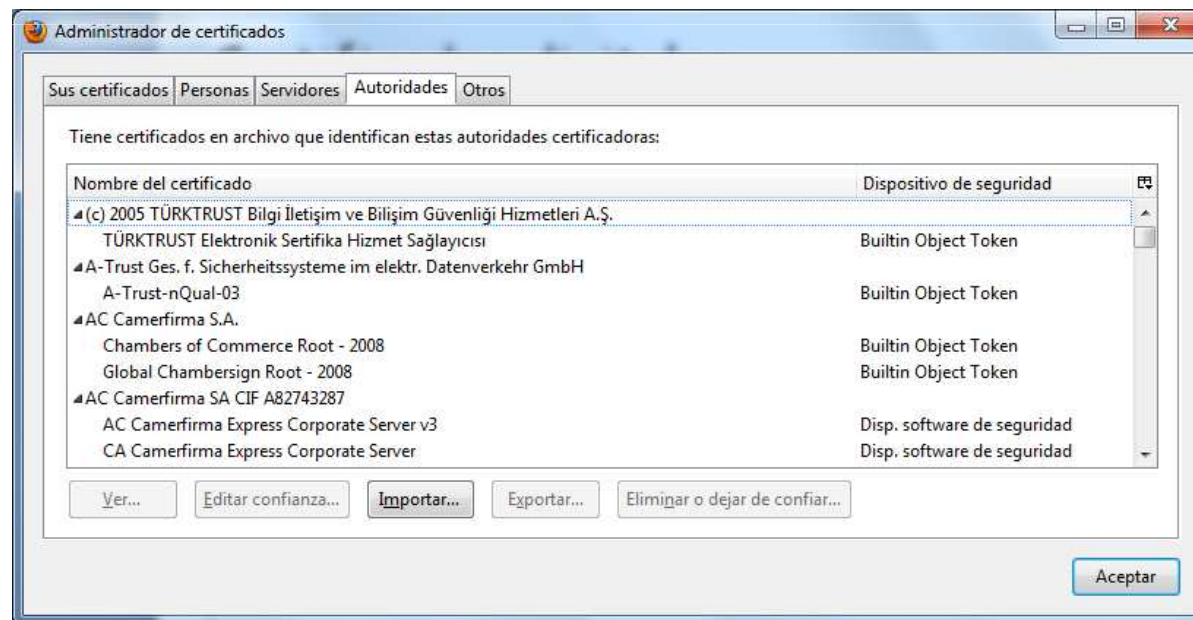 Administrador de certificados
Sus certificados Personas Servidores Autoridades Otros
Tiene certificados en archivo que identifican estas autoridades certificadoras:
Nombre del certificado Dispositivo de seguridad
(c) 2005 TÜRKTRUST Bilgi İletişim ve Bilişim Güvenliği Hizmetleri A.Ş.
TÜRKTRUST Elektronik Sertifika Hizmet Sağlayıcısı Builtin Object Token
A-Trust Ges. f. Sicherheitssysteme im elektr. Datenverkehr GmbH
A-Trust-nQual-03 Builtin Object Token
AC Camerfirma S.A.
Chambers of Commerce Root - 2008 Builtin Object Token
Global Chambersign Root - 2008 Builtin Object Token
AC Camerfirma SA CIF A82743287
AC Camerfirma Express Corporate Server v3 Disp. software de seguridad
CA Camerfirma Express Corporate Server Disp. software de seguridad
Ver... Editar confianza... Importar... Exportar... Eliminar o dejar de confiar...
Aceptar